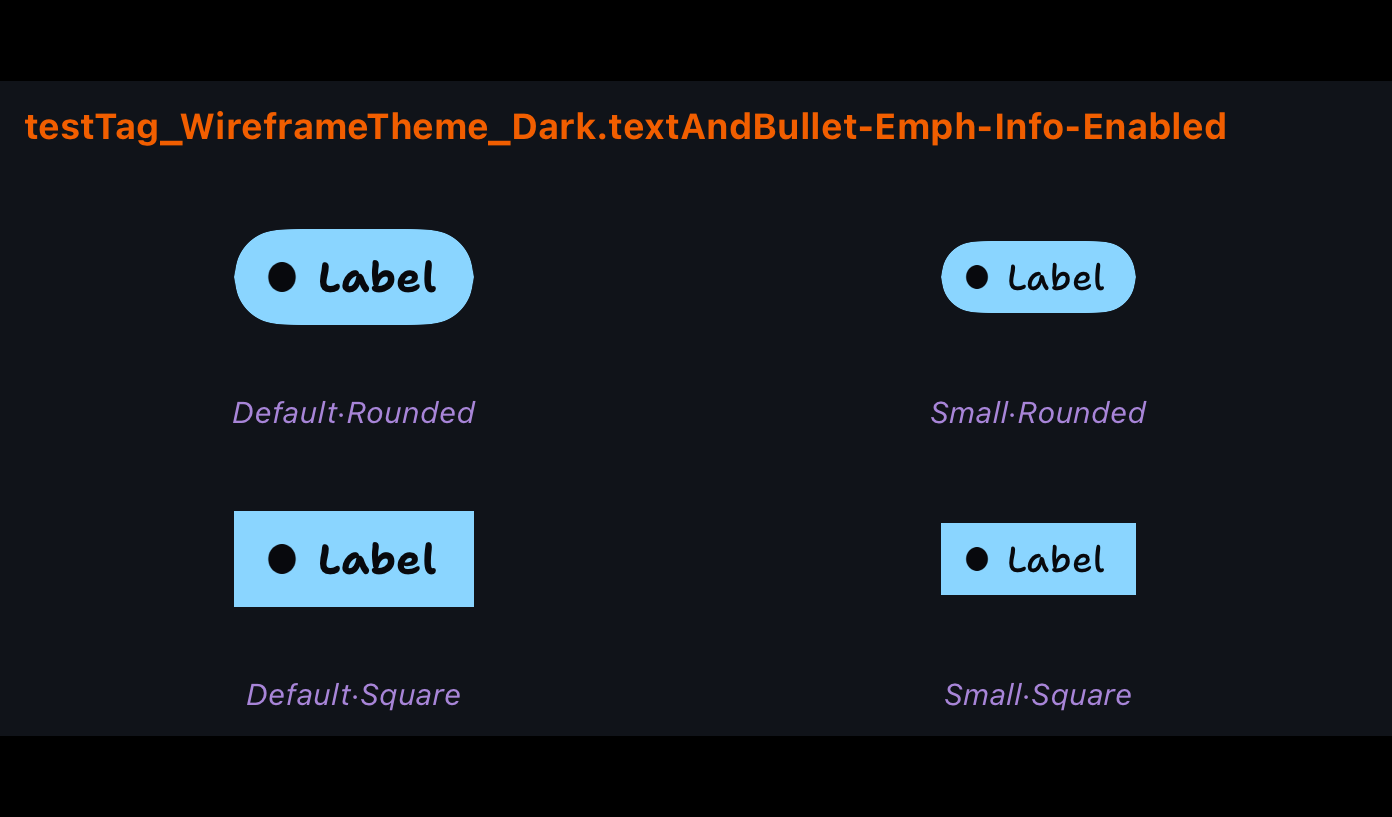 testTag_WireframeTheme_Dark.textAndBullet-Emph-Info-Enabled
Label
Label
Default·Rounded
Small·Rounded
Label
Label
Default·Square
Small·Square